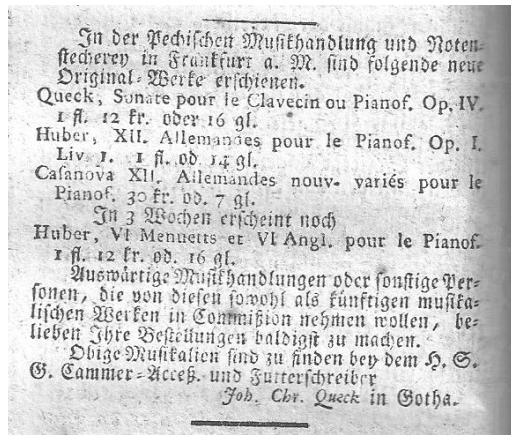 In der Pechischen Musikhandlung und Noten-
stecherey in Frankfurt a. M. sind folgende neue
Original-Werke erschienen.
Queck, Sonate pour le Clavecin ou Pianof. Op. IV.
1 fl. 12 kr. oder 16 gl.
Huber, XII. Allemandes pour le Pianof. Op. I.
Liv. 1. 1 fl. od. 14 gl.
Casanova XII. Allemandes nouv. variés pour le
Pianof. 30 kr. od. 7 gl.
In 3 Wochen erscheint noch
Huber, VI Menuetts et VI Angl. pour le Pianof.
1 fl. 12 kr. od. 16 gl.
Auswärtige Musikhandlungen oder sonstige Per-
sonen, die von diesen sowohl als künftigen musika-
lischen Werken in Commißion nehmen wollen, be-
lieben Ihre Bestellungen baldigst zu machen.
Obige Musikalien sind zu finden bey dem H. S.
G. Cammer-Acceß. und Futterschreiber
Joh. Chr. Queck in Gotha.